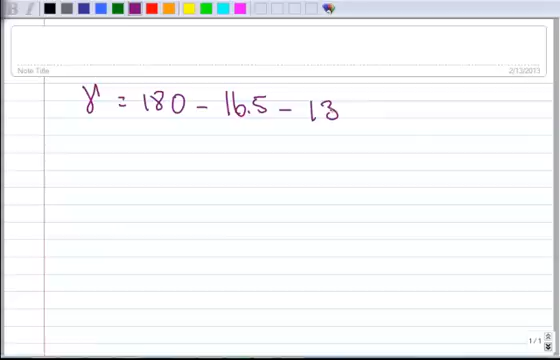 B I
Note Title
2/13/2013
γ = 180 - 16.5 - 13
1/1